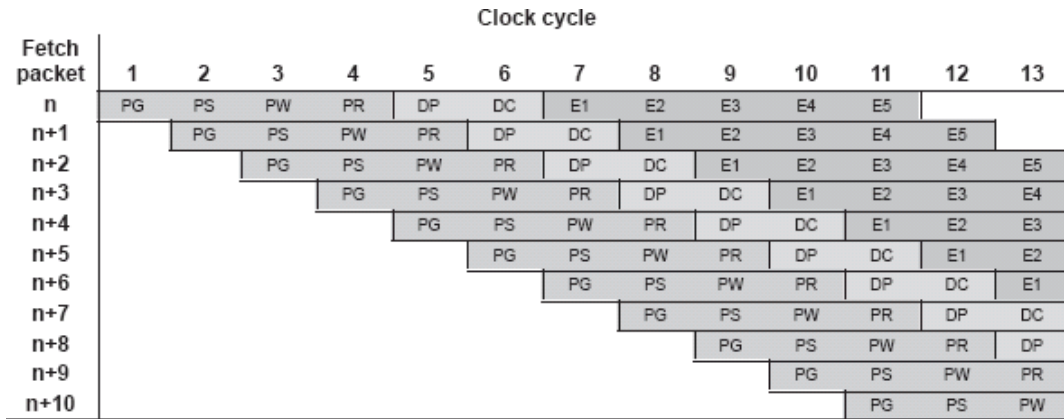 Clock cycle
Fetch
packet 1 2 3 4 5 6 7 8 9 10 11 12 13
n PG PS PW PR DP DC E1 E2 E3 E4 E5
n+1 PG PS PW PR DP DC E1 E2 E3 E4 E5
n+2 PG PS PW PR DP DC E1 E2 E3 E4 E5
n+3 PG PS PW PR DP DC E1 E2 E3 E4
n+4 PG PS PW PR DP DC E1 E2 E3
n+5 PG PS PW PR DP DC E1 E2
n+6 PG PS PW PR DP DC E1
n+7 PG PS PW PR DP DC
n+8 PG PS PW PR DP
n+9 PG PS PW PR
n+10 PG PS PW